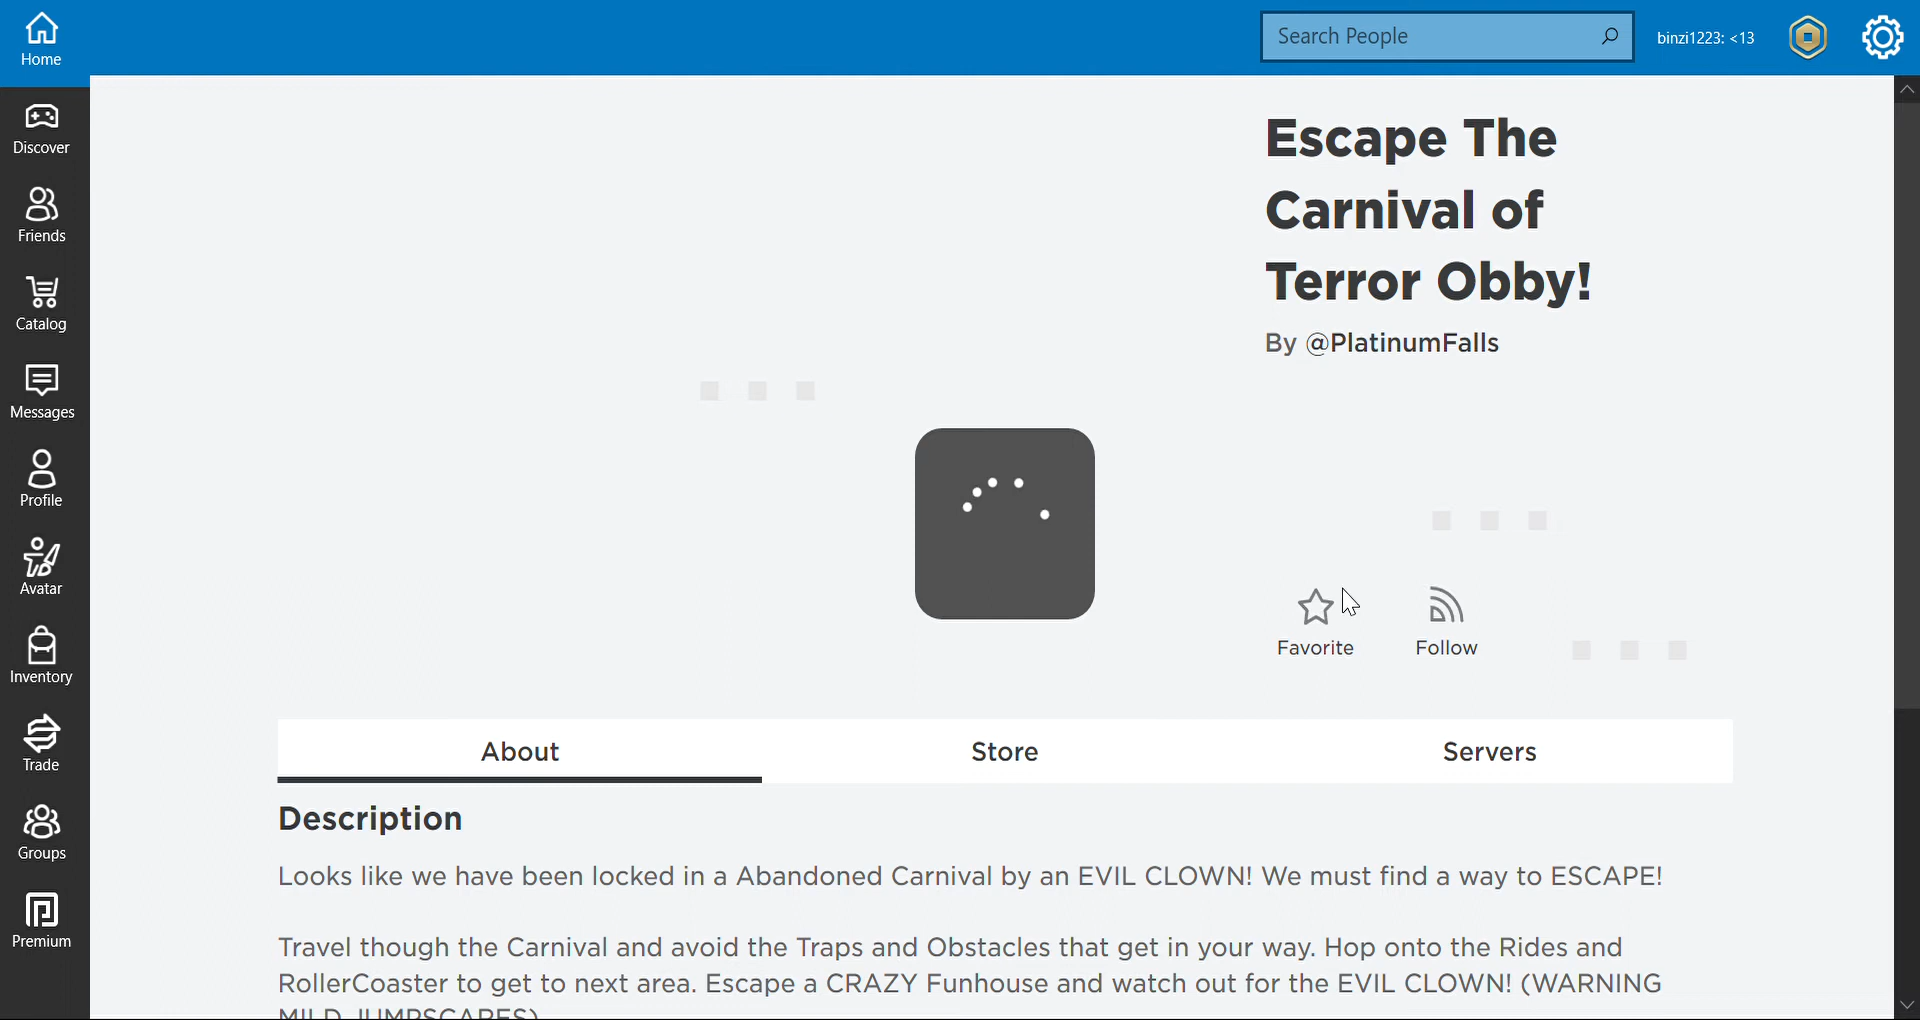 Home
Search People
binzi1223: <13
Discover
Friends
Catalog
Messages
Profile
Avatar
Inventory
Trade
Groups
Premium
Escape The
Carnival of
Terror Obby!
By @PlatinumFalls
Favorite
Follow
About
Store
Servers
Description
Looks like we have been locked in a Abandoned Carnival by an EVIL CLOWN! We must find a way to ESCAPE!
Travel though the Carnival and avoid the Traps and Obstacles that get in your way. Hop onto the Rides and
RollerCoaster to get to next area. Escape a CRAZY Funhouse and watch out for the EVIL CLOWN! (WARNING
MILD JUMPSCARES)